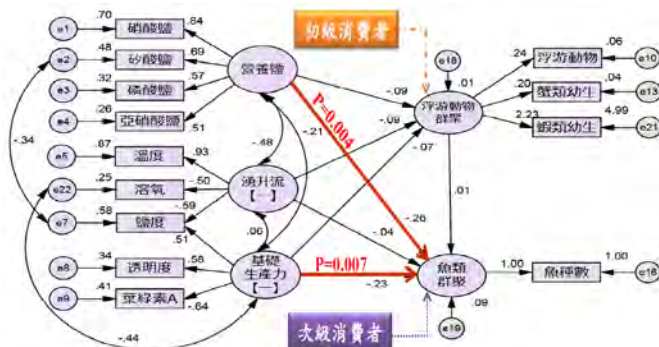 初級消費者
e1
.70
硝酸鹽
.84
e2
.48
矽酸鹽
.69
e3
.32
磷酸鹽
.57
e4
.26
亞硝酸鹽
.51
營養鹽
e18
.01
浮游動物
群聚
.24
浮游動物
.06
e10
.20
蟹類幼生
.04
e13
2.23
蝦類幼生
4.99
e21
-.09
-.09
-.07
P=0.004
-.21
-.48
-.34
e5
.87
溫度
.93
e22
.25
溶氧
-.50
湧升流
【一】
e7
.58
鹽度
-.59
.51
.06
-.04
-.26
.01
e8
.34
透明度
.58
基礎
生產力
【一】
P=0.007
-.23
魚類
群聚
1.00
魚種數
1.00
e16
e9
.41
葉綠素A
-.64
.09
e19
-.44
次級消費者